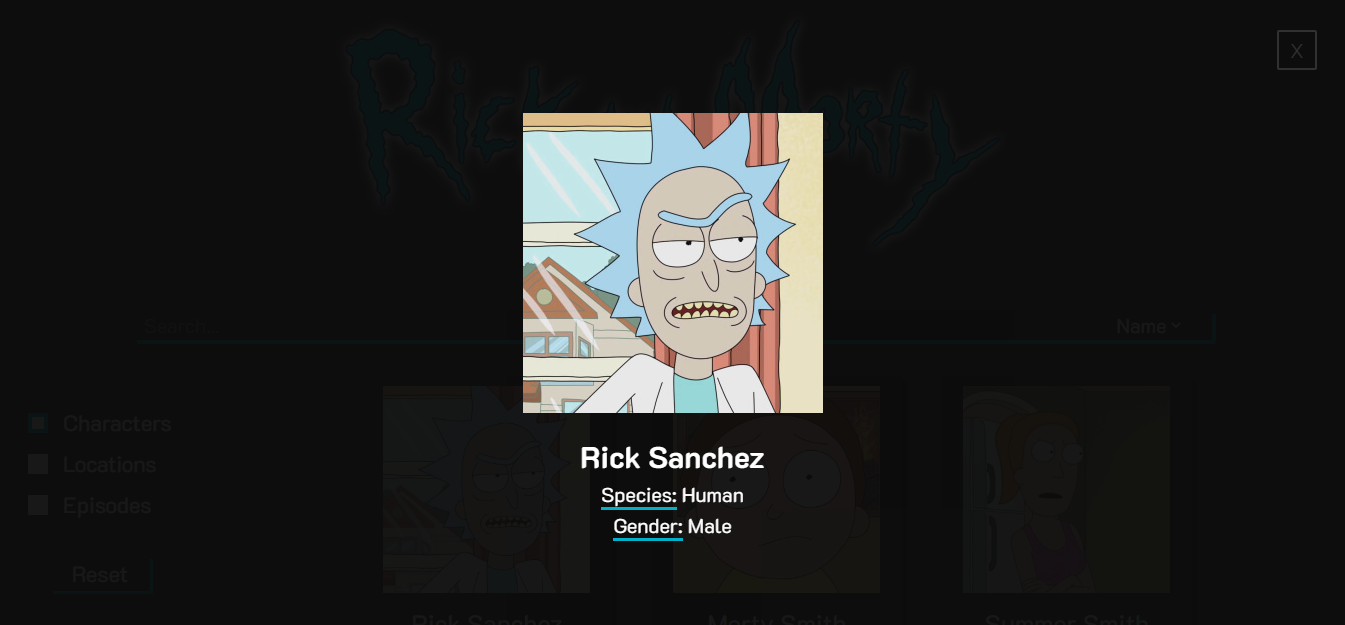 Rick and Morty
X
Search...
Name
Characters
Locations
Episodes
Reset
Rick Sanchez
Species: Human
Gender: Male
Rick Sanchez
Morty Smith
Summer Smith